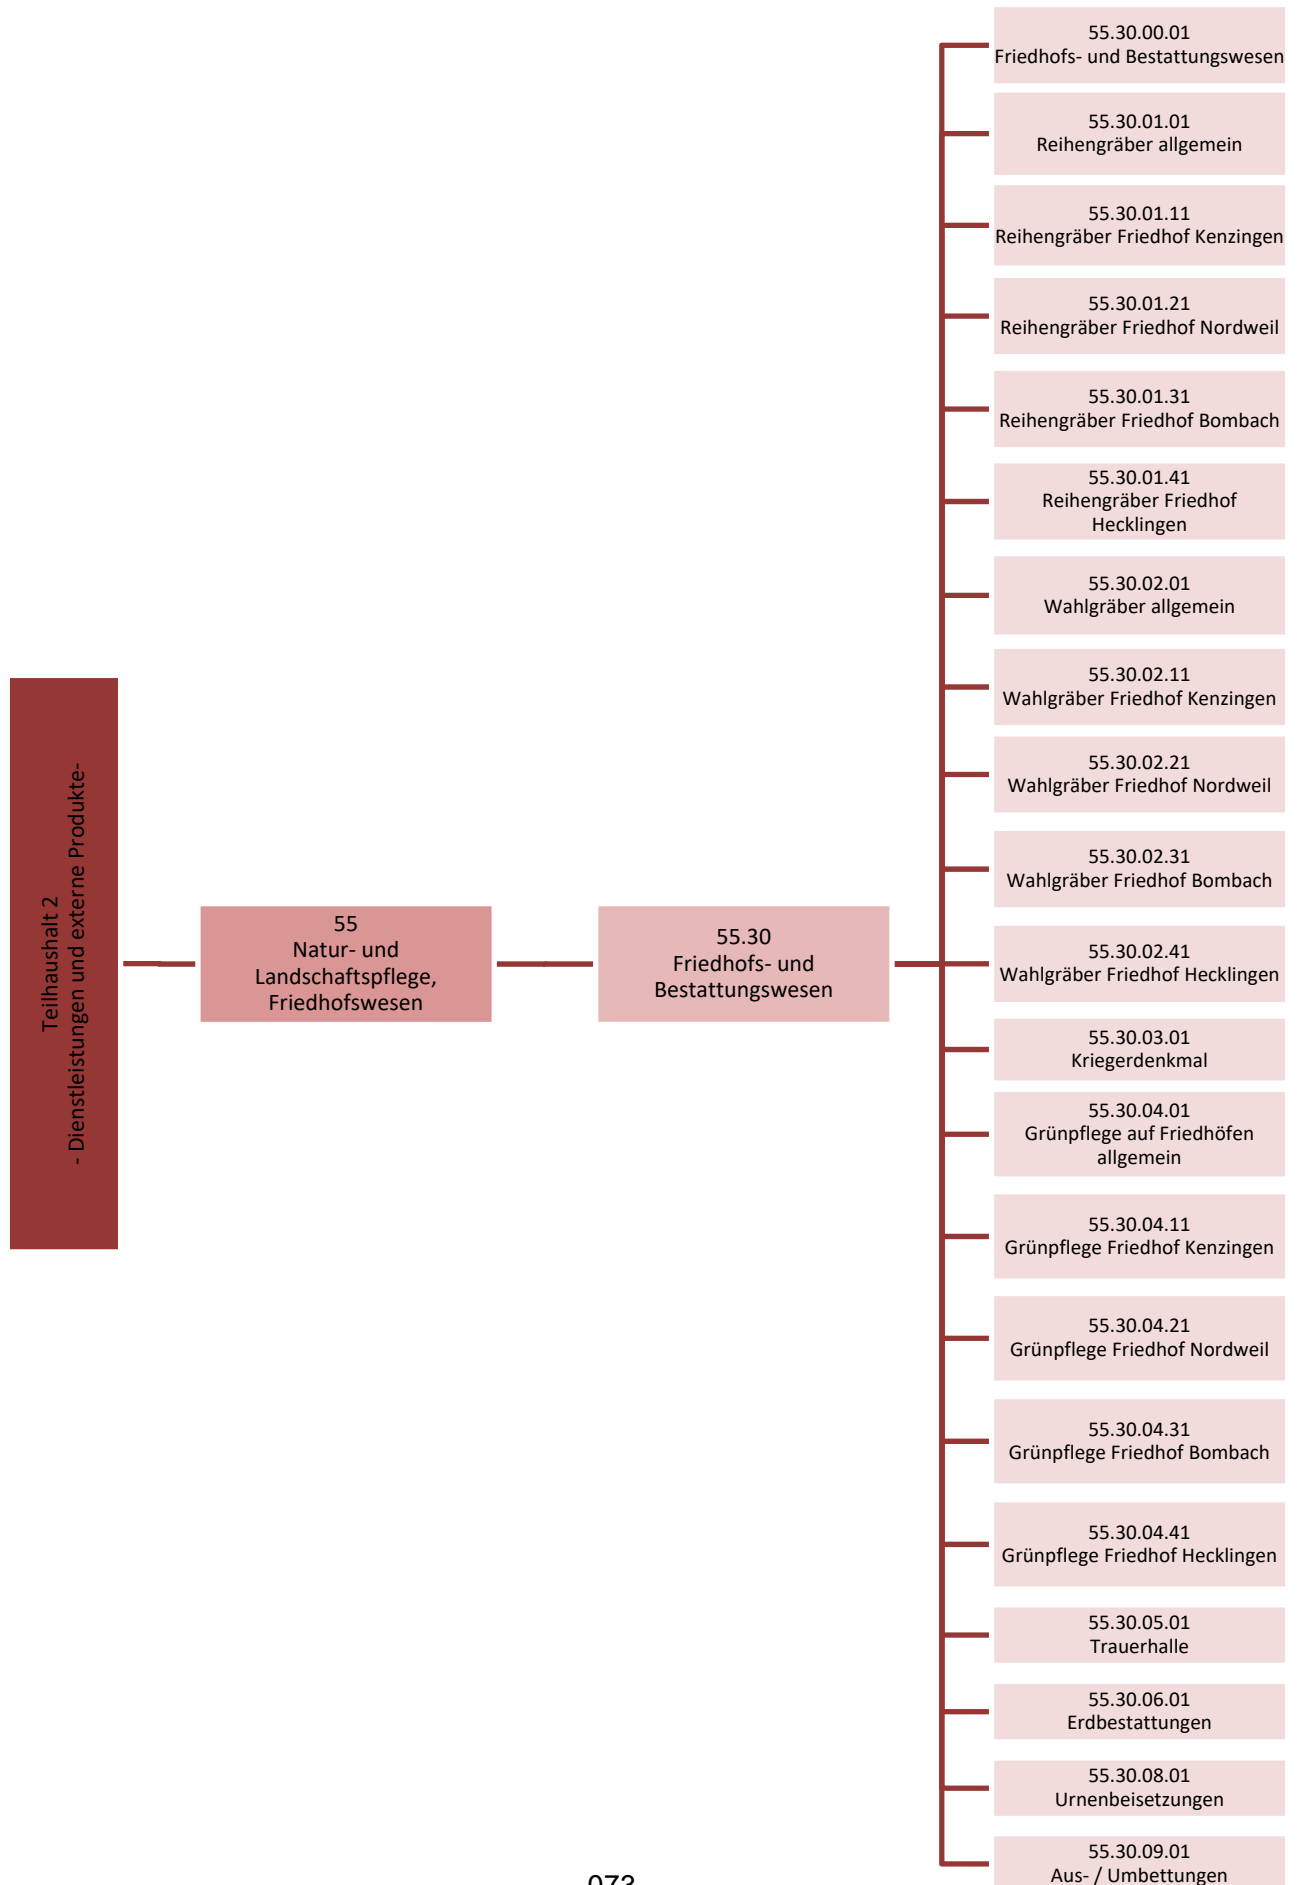 Teilhaushalt 2
- Dienstleistungen und externe Produkte-
55
Natur- und
Landschaftspflege,
Friedhofswesen
55.30
Friedhofs- und
Bestattungswesen
55.30.00.01
Friedhofs- und Bestattungswesen
55.30.01.01
Reihengräber allgemein
55.30.01.11
Reihengräber Friedhof Kenzingen
55.30.01.21
Reihengräber Friedhof Nordweil
55.30.01.31
Reihengräber Friedhof Bombach
55.30.01.41
Reihengräber Friedhof
Hecklingen
55.30.02.01
Wahlgräber allgemein
55.30.02.11
Wahlgräber Friedhof Kenzingen
55.30.02.21
Wahlgräber Friedhof Nordweil
55.30.02.31
Wahlgräber Friedhof Bombach
55.30.02.41
Wahlgräber Friedhof Hecklingen
55.30.03.01
Kriegerdenkmal
55.30.04.01
Grünpflege auf Friedhöfen
allgemein
55.30.04.11
Grünpflege Friedhof Kenzingen
55.30.04.21
Grünpflege Friedhof Nordweil
55.30.04.31
Grünpflege Friedhof Bombach
55.30.04.41
Grünpflege Friedhof Hecklingen
55.30.05.01
Trauerhalle
55.30.06.01
Erdbestattungen
55.30.08.01
Urnenbeisetzungen
55.30.09.01
Aus- / Umbettungen
073